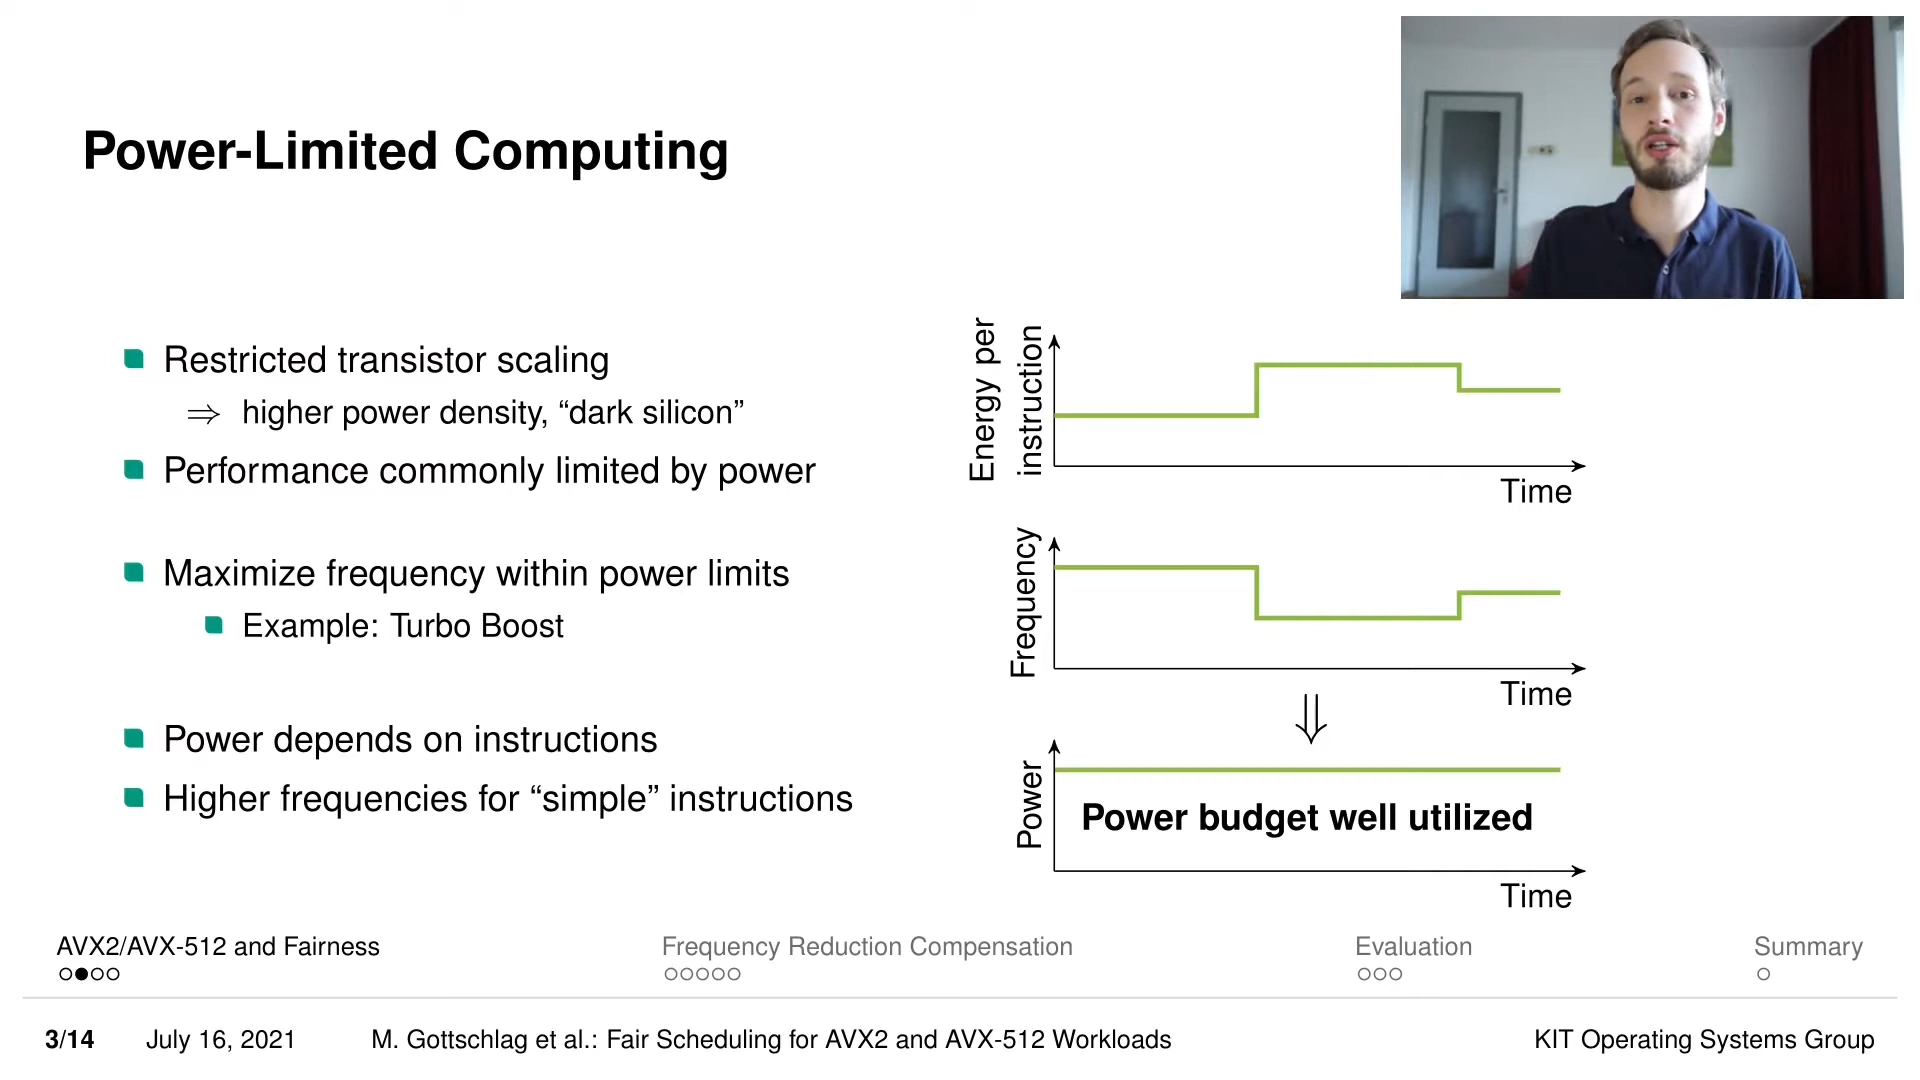 Power-Limited Computing
Restricted transistor scaling
⇒ higher power density, “dark silicon”
Performance commonly limited by power
Maximize frequency within power limits
Example: Turbo Boost
Power depends on instructions
Higher frequencies for “simple” instructions
Energy per
instruction
Time
Frequency
Time
⇓
Power
Power budget well utilized
Time
AVX2/AVX-512 and Fairness
Frequency Reduction Compensation
Evaluation
Summary
3/14 July 16, 2021 M. Gottschlag et al.: Fair Scheduling for AVX2 and AVX-512 Workloads KIT Operating Systems Group